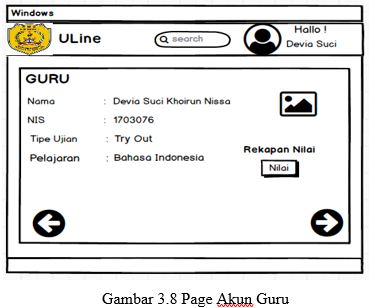 Windows
ULine
search
Hallo !
Devia Suci
GURU
Nama : Devia Suci Khoirun Nissa
NIS : 1703076
Tipe Ujian : Try Out
Pelajaran : Bahasa Indonesia
Rekapan Nilai
Nilai
Gambar 3.8 Page Akun Guru